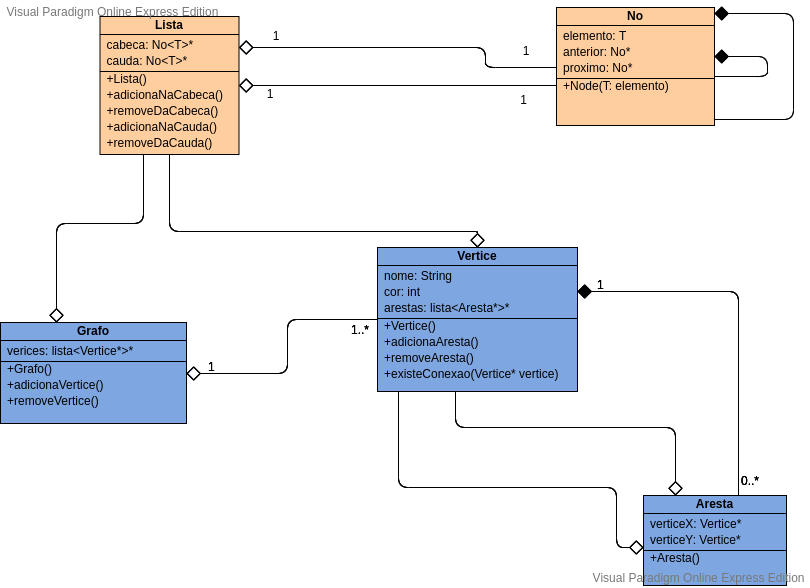 Visual Paradigm Online Express Edition
Lista
cabeca: No<T>*
cauda: No<T>*
+Lista()
+adicionaNaCabeca()
+removeDaCabeca()
+adicionaNaCauda()
+removeDaCauda()
1
1
1
1
No
elemento: T
anterior: No*
proximo: No*
+Node(T: elemento)
Vertice
nome: String
cor: int
arestas: lista<Aresta*>*
+Vertice()
+adicionaAresta()
+removeAresta()
+existeConexao(Vertice* vertice)
1
1..*
Grafo
verices: lista<Vertice*>*
+Grafo()
+adicionaVertice()
+removeVertice()
1
0..*
Aresta
verticeX: Vertice*
verticeY: Vertice*
+Aresta()
Visual Paradigm Online Express Edition